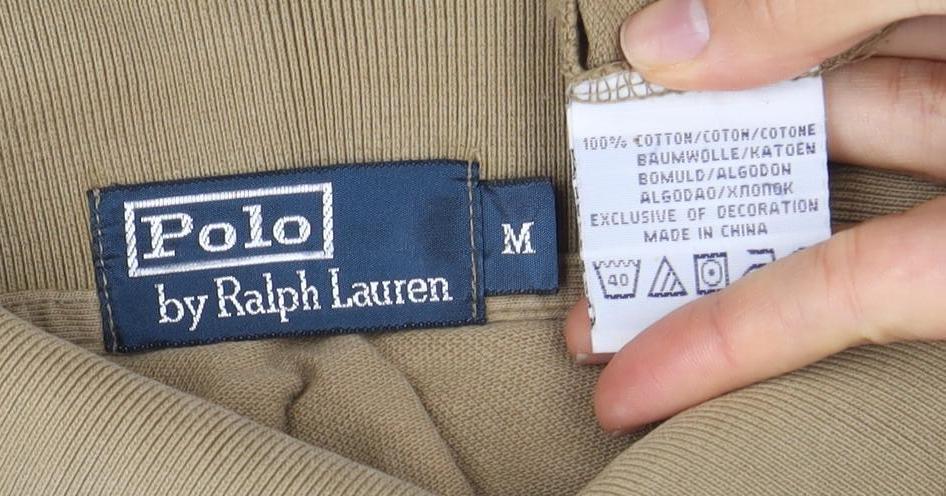 Polo
by Ralph Lauren
M
100% COTTON/COTON/COTONE
BAUMWOLLE/KATOEN
BOMULD/ALGODON
ALGODAO/ХЛОПОК
EXCLUSIVE OF DECORATION
MADE IN CHINA
40